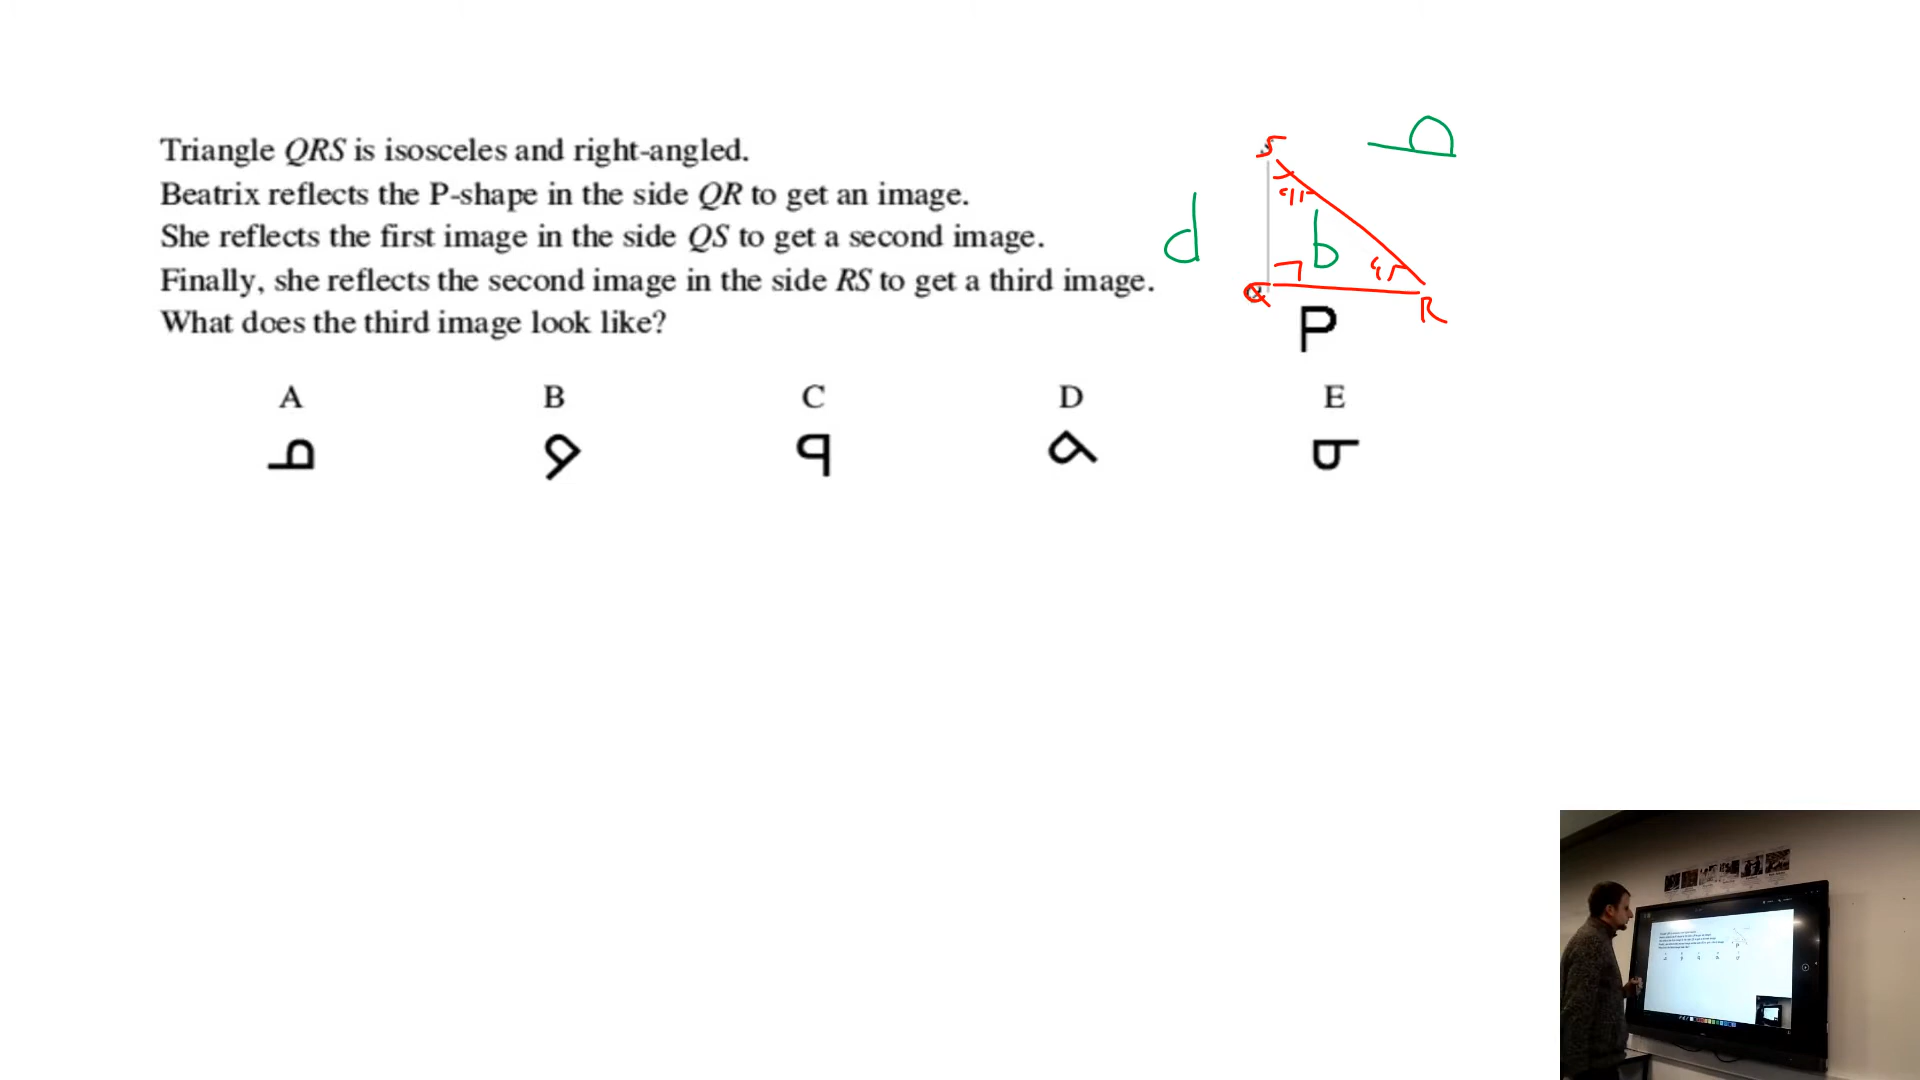 Triangle QRS is isosceles and right-angled.
Beatrix reflects the P-shape in the side QR to get an image.
She reflects the first image in the side QS to get a second image.
Finally, she reflects the second image in the side RS to get a third image.
What does the third image look like?
S
45
d
b
45
Q
R
P
A
B
C
D
E